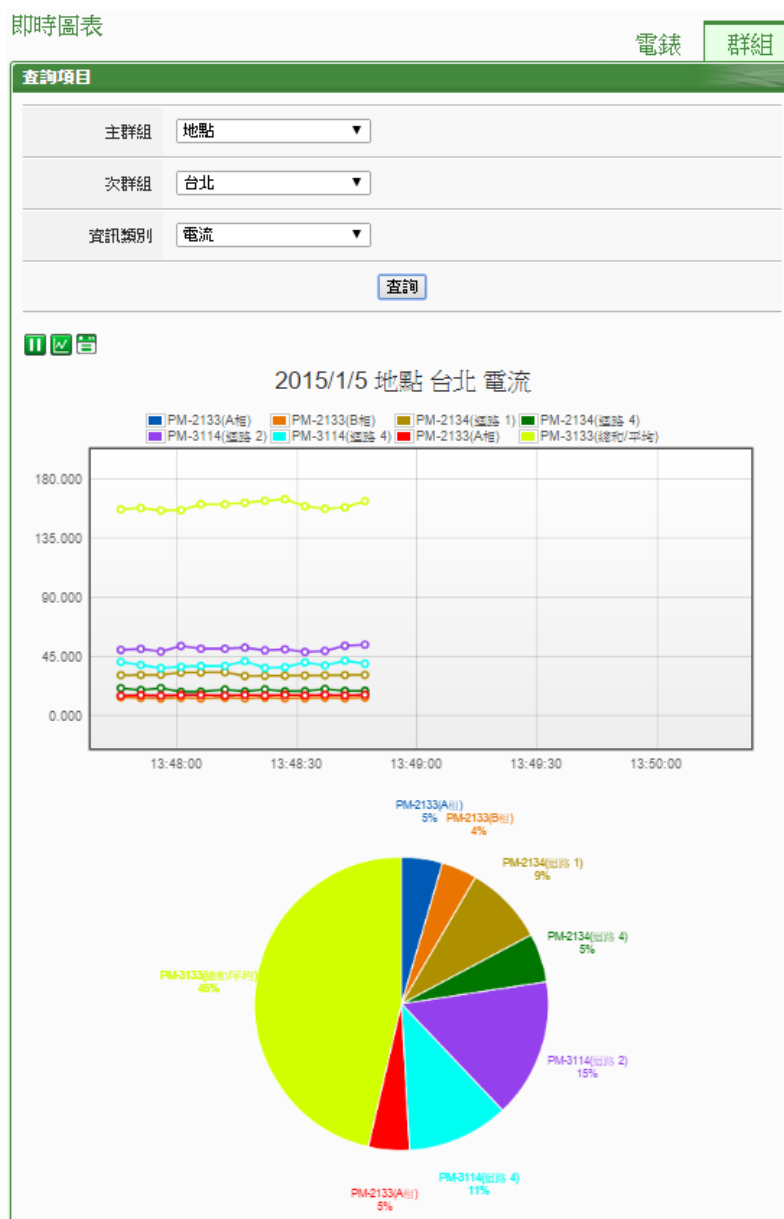 即時圖表
電錶 群組
查詢項目
主群組 地點
次群組 台北
資訊類別 電流
查詢
2015/1/5 地點 台北 電流
PM-2133(A相) PM-2133(B相) PM-2134(迴路 1) PM-2134(迴路 4)
PM-3114(迴路 2) PM-3114(迴路 4) PM-2133(A相) PM-3133(總和/平均)
180.000
135.000
90.000
45.000
0.000
13:48:00 13:48:30 13:49:00 13:49:30 13:50:00
PM-2133(A相)
5%
PM-2133(B相)
4%
PM-2134(迴路 1)
9%
PM-2134(迴路 4)
5%
PM-3133(總和/平均)
46%
PM-3114(迴路 2)
15%
PM-3114(迴路 4)
11%
PM-2133(A相)
5%